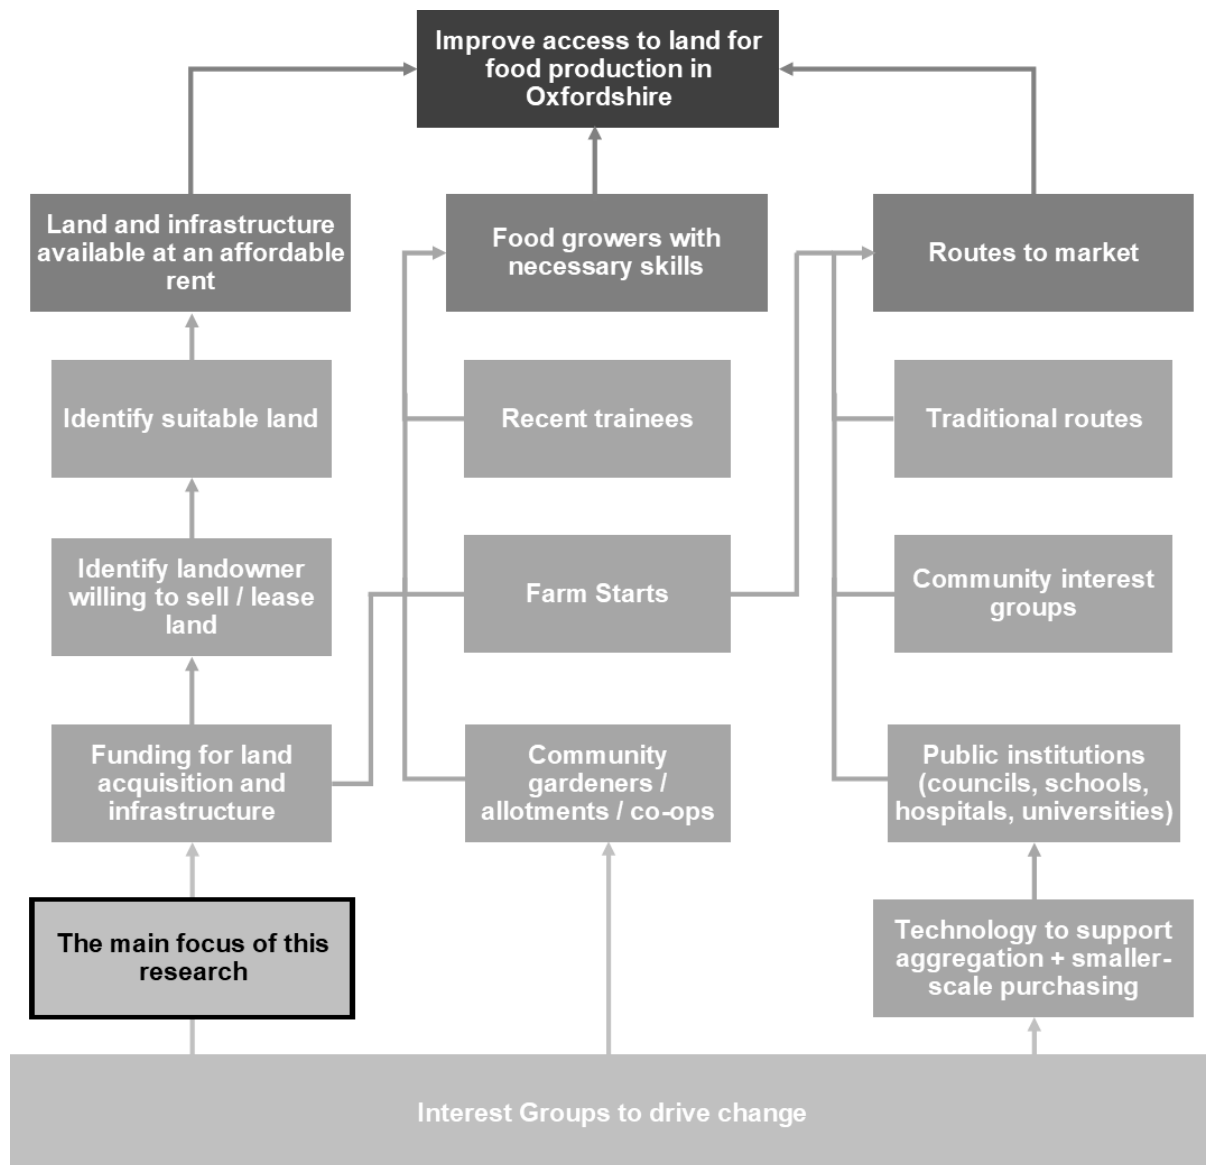 Improve access to land for
food production in
Oxfordshire
Land and infrastructure
available at an affordable
rent
Food growers with
necessary skills
Routes to market
Identify suitable land
Recent trainees
Traditional routes
Identify landowner
willing to sell / lease
land
Farm Starts
Community interest
groups
Funding for land
acquisition and
infrastructure
Community
gardeners /
allotments / co-ops
Public institutions
(councils, schools,
hospitals, universities)
The main focus of this
research
Technology to support
aggregation + smaller-
scale purchasing
Interest Groups to drive change